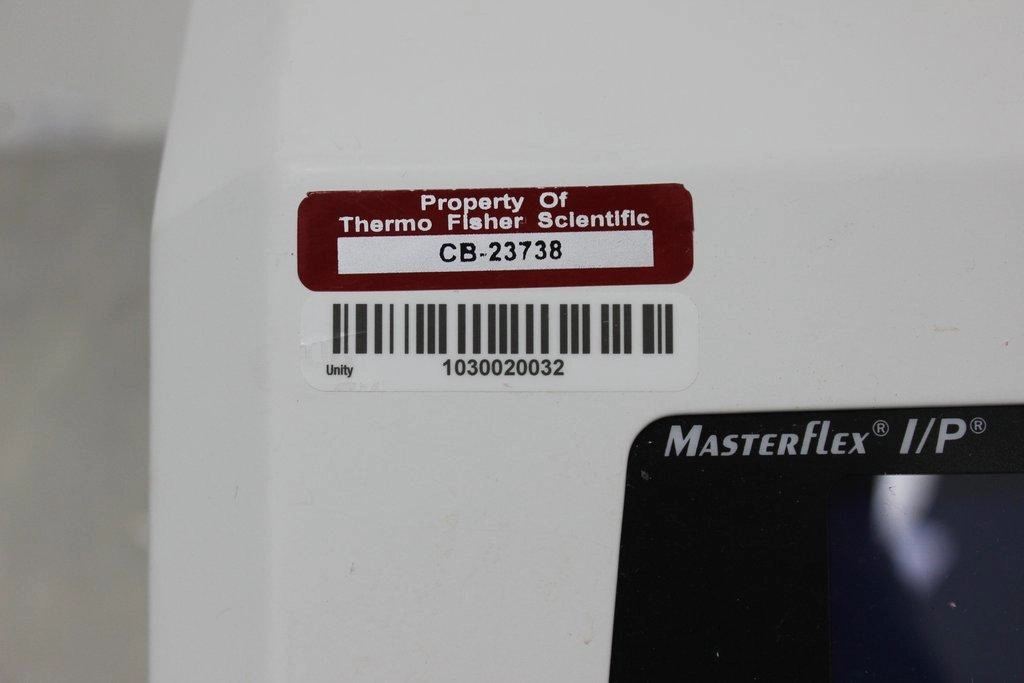 Property Of
Thermo Fisher Scientific
CB-23738
Unity
1030020032
MASTERFLEX® I/P®